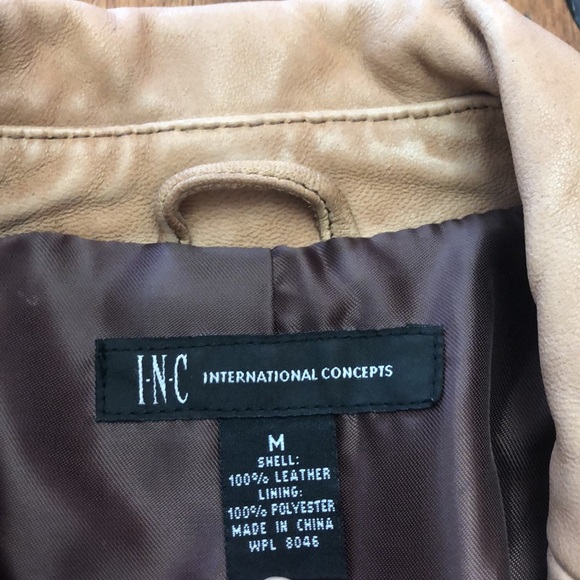 I·N·C INTERNATIONAL CONCEPTS
M
SHELL:
100% LEATHER
LINING:
100% POLYESTER
MADE IN CHINA
WPL 8046